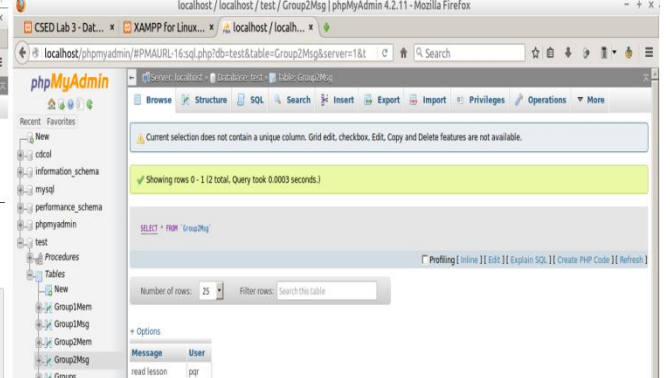 localhost / localhost / test / Group2Msg | phpMyAdmin 4.2.11 - Mozilla Firefox
CSED Lab 3 - Dat... × XAMPP for Linux... × localhost / localh... ×
localhost/phpmyadmin/#PMAURL-16:sql.php?db=test&table=Group2Msg&server=1&t Search
phpMyAdmin
Recent Favorites
New
cdcol
information_schema
mysql
performance_schema
phpmyadmin
test
Procedures
Tables
New
Group1Mem
Group1Msg
Group2Mem
Group2Msg
Groups
Server: localhost » Database: test » Table: Group2Msg
Browse Structure SQL Search Insert Export Import Privileges Operations More
Current selection does not contain a unique column. Grid edit, checkbox, Edit, Copy and Delete features are not available.
Showing rows 0 - 1 (2 total, Query took 0.0003 seconds.)
SELECT * FROM `Group2Msg`
Profiling [ Inline ] [ Edit ] [ Explain SQL ] [ Create PHP Code ] [ Refresh ]
Number of rows: 25 Filter rows: Search this table
+ Options
Message User
read lesson pqr